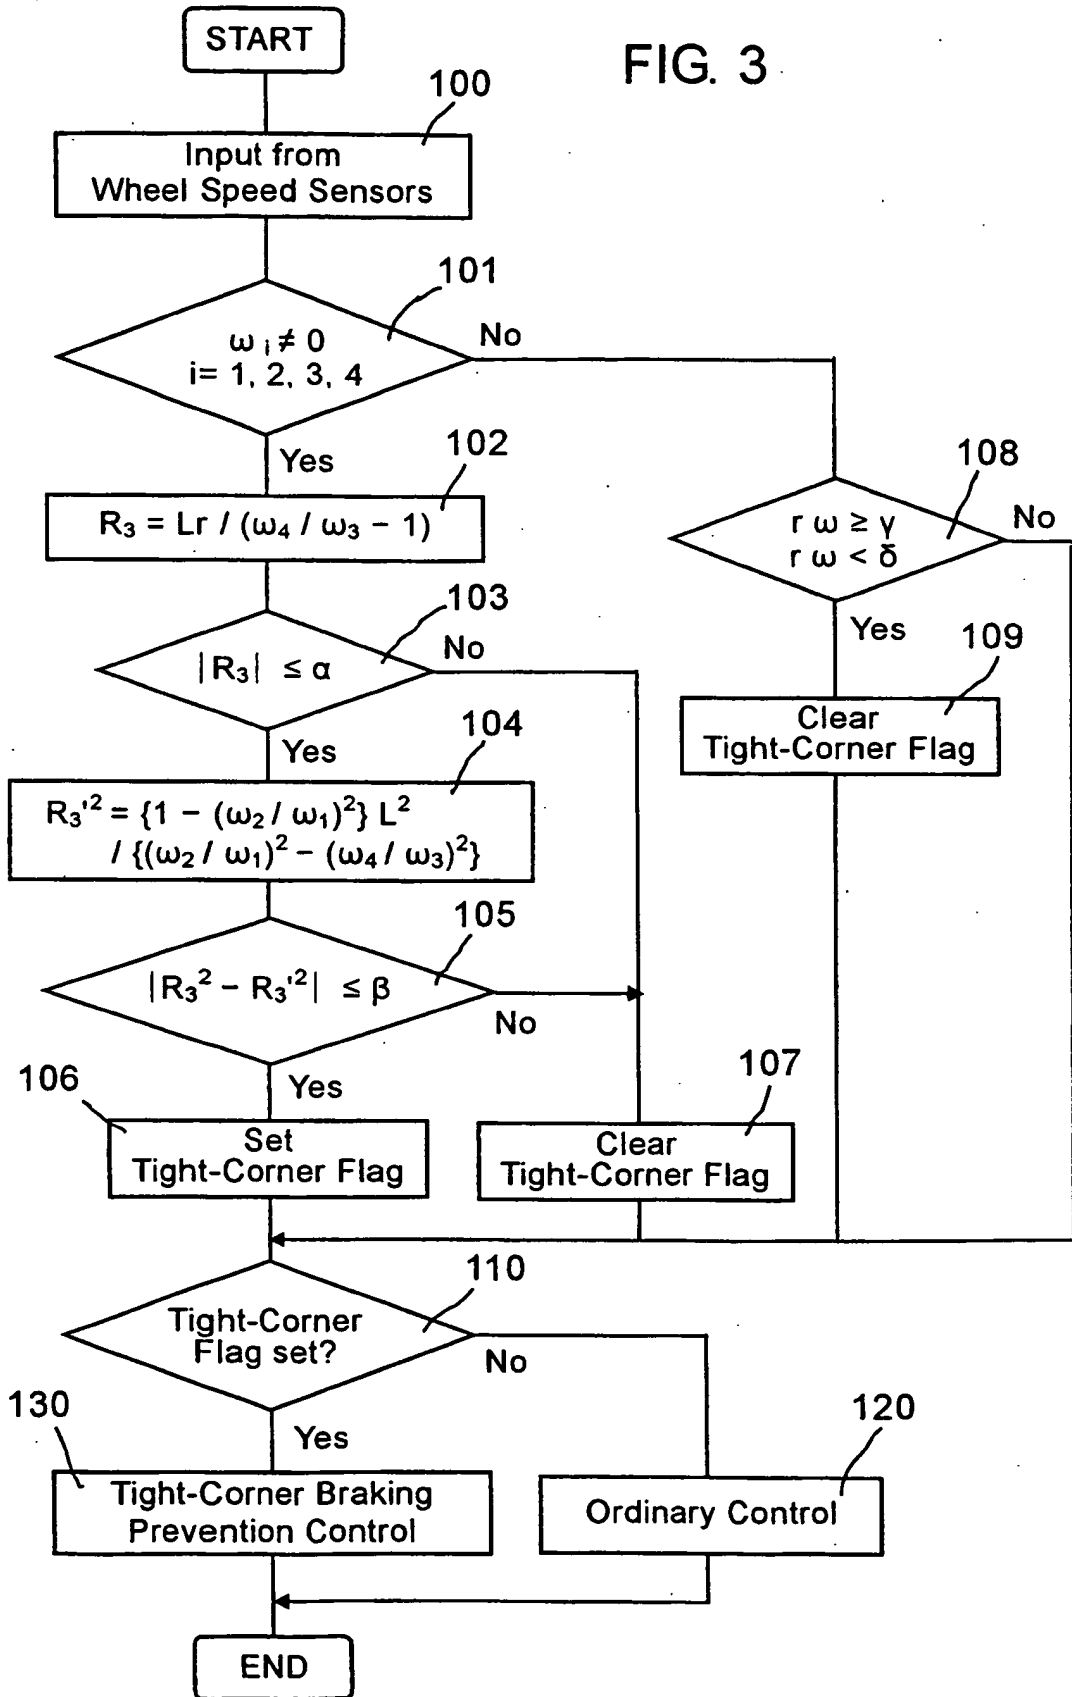 START
FIG. 3
100
Input from
Wheel Speed Sensors
101
ω i ≠ 0
i= 1, 2, 3, 4
No
Yes
102
R₃ = Lr / (ω₄ / ω₃ − 1)
108
r ω ≥ γ
r ω < δ
No
Yes
103
|R₃| ≤ α
No
Yes
109
Clear
Tight-Corner Flag
104
R₃'² = {1 − (ω₂ / ω₁)²} L²
/ {(ω₂ / ω₁)² − (ω₄ / ω₃)²}
105
|R₃² − R₃'²| ≤ β
No
Yes
106
Set
Tight-Corner Flag
107
Clear
Tight-Corner Flag
110
Tight-Corner
Flag set?
No
Yes
130
Tight-Corner Braking
Prevention Control
120
Ordinary Control
END